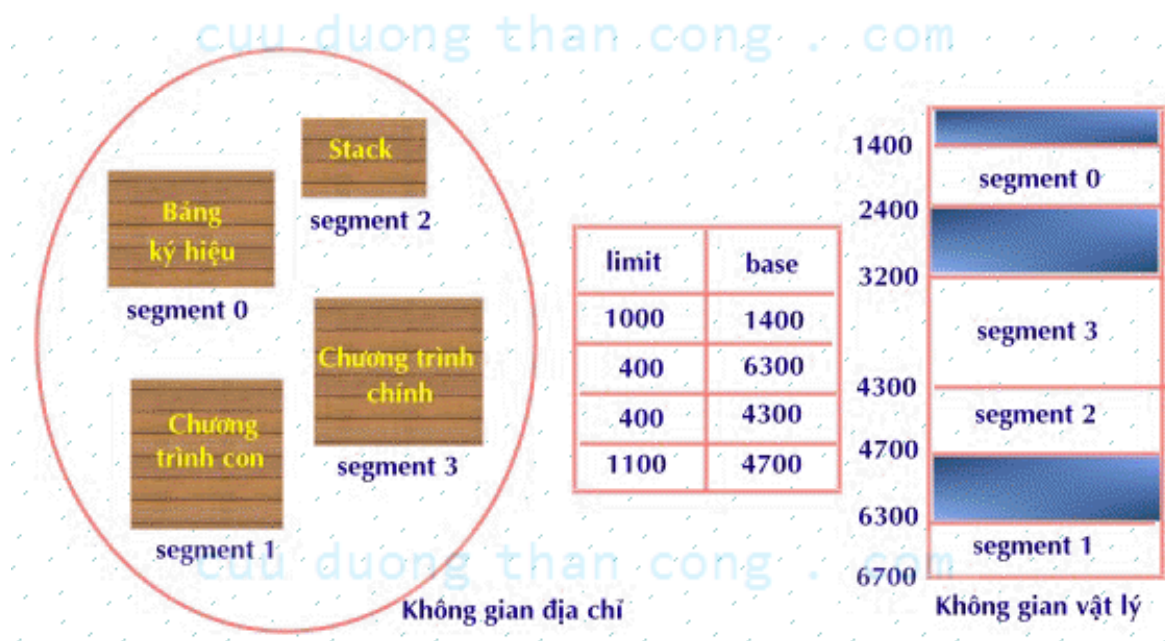 cuu duong than cong . com
Stack
segment 2
Bảng
ký hiệu
segment 0
Chương trình
chính
segment 3
Chương
trình con
segment 1
Không gian địa chỉ
limit base
1000 1400
400 6300
400 4300
1100 4700
1400
segment 0
2400
3200
segment 3
4300
segment 2
4700
6300
segment 1
6700
Không gian vật lý
cuu duong than cong . com